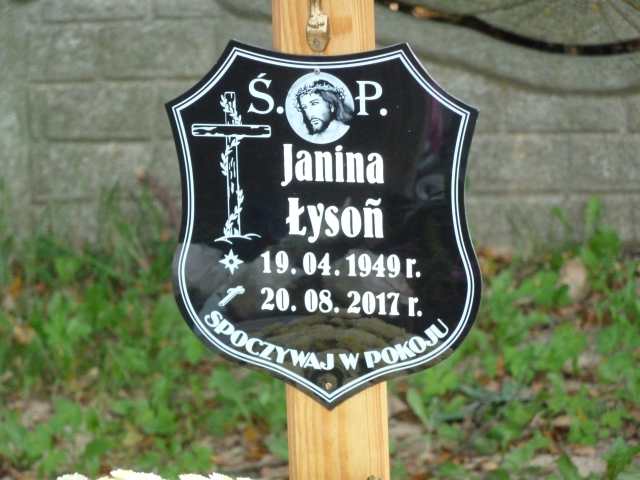 Ś. P.
Janina
Łysoñ
19. 04. 1949 r.
20. 08. 2017 r.
SPOCZYWAJ W POKOJU